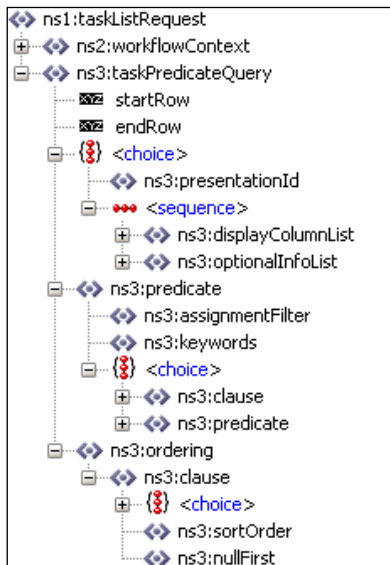 ns1:taskListRequest
ns2:workflowContext
ns3:taskPredicateQuery
startRow
endRow
<choice>
ns3:presentationId
<sequence>
ns3:displayColumnList
ns3:optionalInfoList
ns3:predicate
ns3:assignmentFilter
ns3:keywords
<choice>
ns3:clause
ns3:predicate
ns3:ordering
ns3:clause
<choice>
ns3:sortOrder
ns3:nullFirst